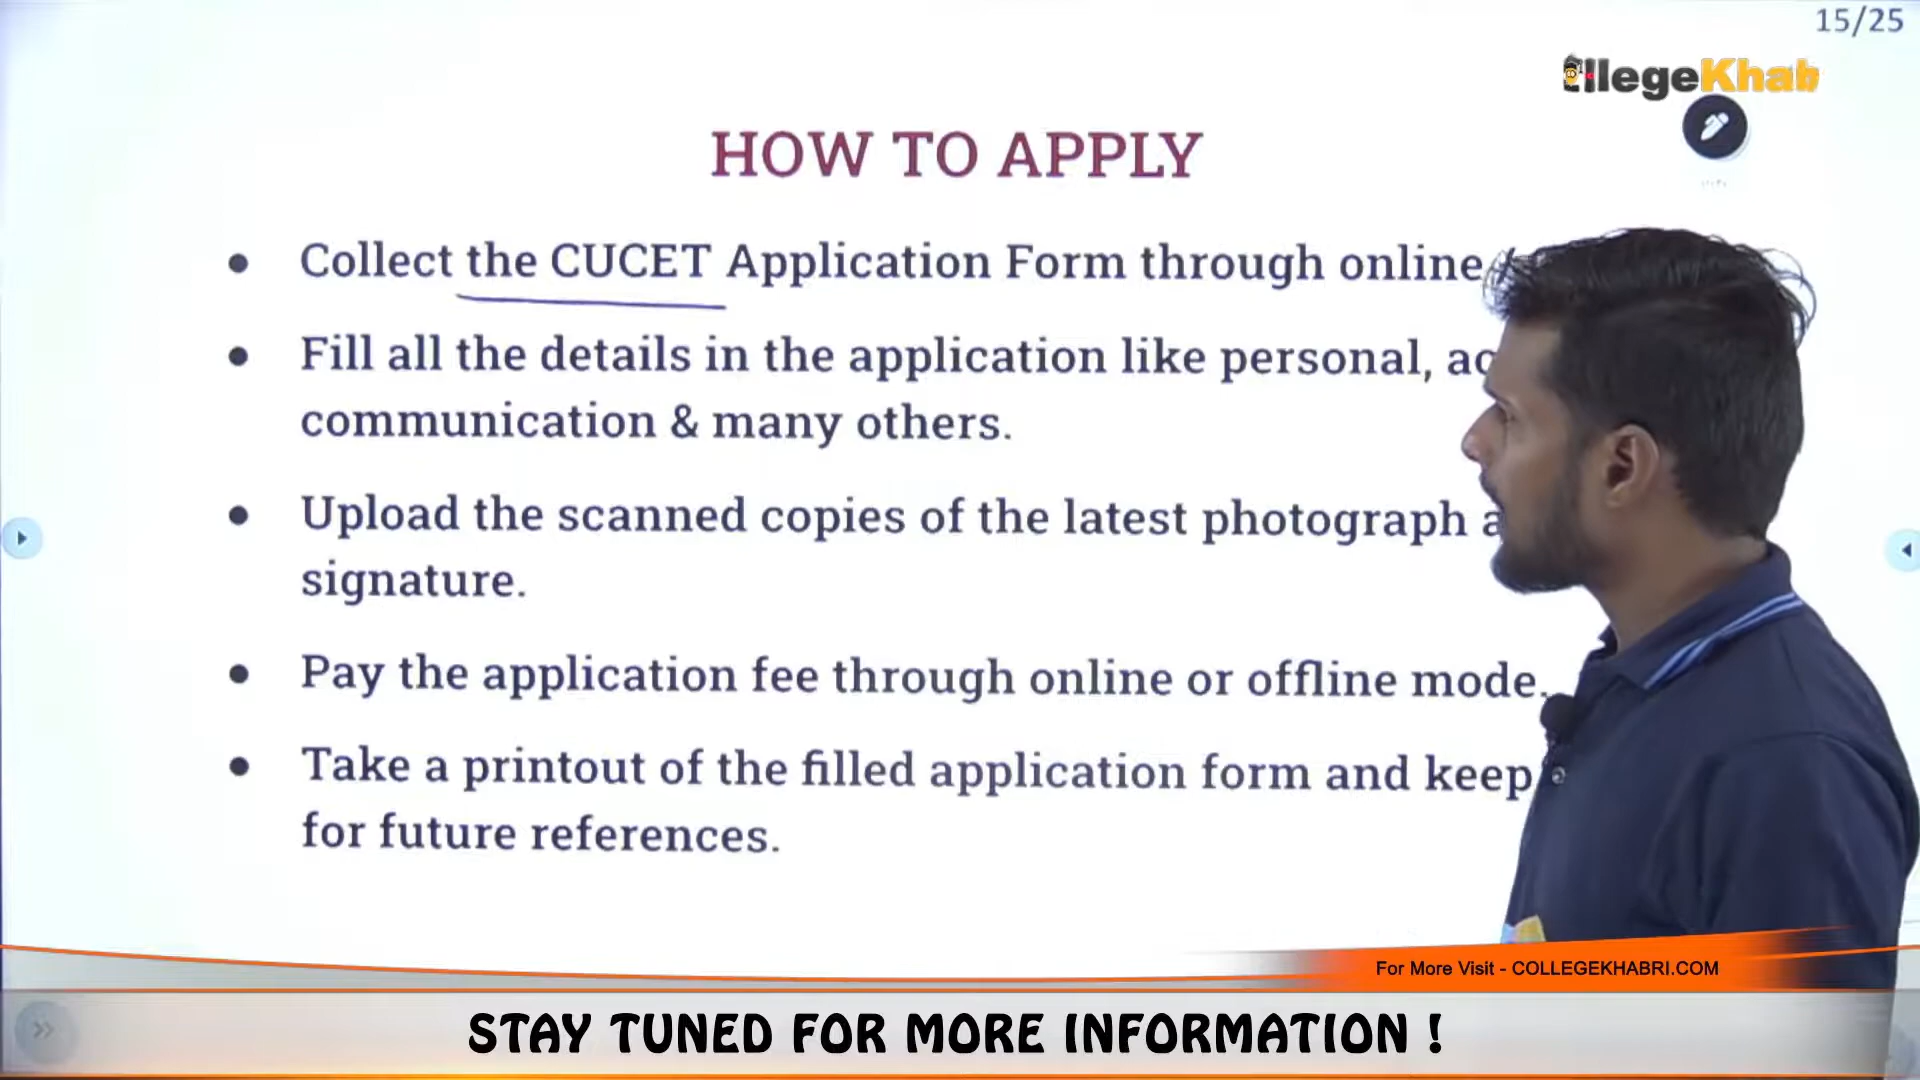 15/25
llegeKhab
HOW TO APPLY
• Collect the CUCET Application Form through online
• Fill all the details in the application like personal,
communication & many others.
• Upload the scanned copies of the latest photograph
signature.
• Pay the application fee through online or offline mode.
• Take a printout of the filled application form and keep
for future references.
For More Visit - COLLEGEKHABRI.COM
STAY TUNED FOR MORE INFORMATION !